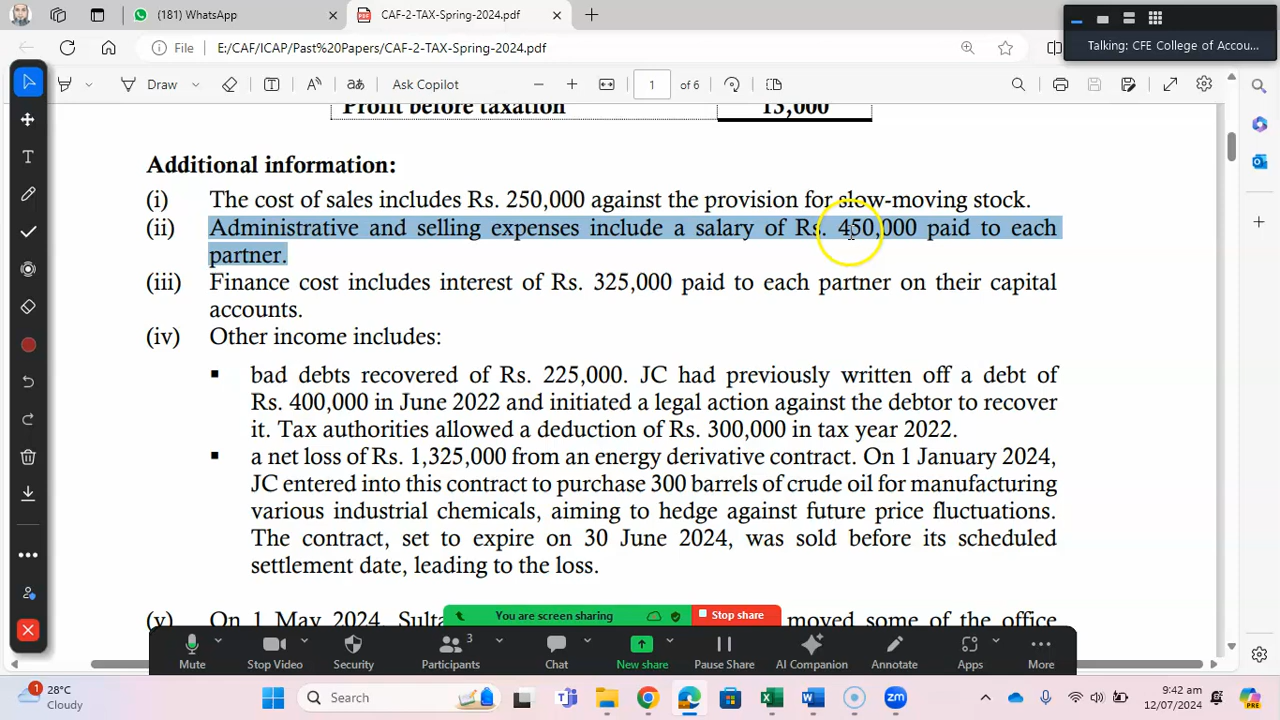 (181) WhatsApp
CAF-2-TAX-Spring-2024.pdf
File
E:/CAF/ICAP/Past%20Papers/CAF-2-TAX-Spring-2024.pdf
Talking: CFE College of Accou...
Draw
Ask Copilot
1
of 6
Profit before taxation 13,000
Additional information:
(i) The cost of sales includes Rs. 250,000 against the provision for slow-moving stock.
(ii) Administrative and selling expenses include a salary of Rs. 450,000 paid to each
partner.
(iii) Finance cost includes interest of Rs. 325,000 paid to each partner on their capital
accounts.
(iv) Other income includes:
▪ bad debts recovered of Rs. 225,000. JC had previously written off a debt of
Rs. 400,000 in June 2022 and initiated a legal action against the debtor to recover
it. Tax authorities allowed a deduction of Rs. 300,000 in tax year 2022.
▪ a net loss of Rs. 1,325,000 from an energy derivative contract. On 1 January 2024,
JC entered into this contract to purchase 300 barrels of crude oil for manufacturing
various industrial chemicals, aiming to hedge against future price fluctuations.
The contract, set to expire on 30 June 2024, was sold before its scheduled
settlement date, leading to the loss.
You are screen sharing
Stop share
(v) On 1 May 2024, moved some of the office
3
Mute
Stop Video
Security
Participants
Chat
New share
Pause Share
AI Companion
Annotate
Apps
More
1
28°C
Cloudy
Search
9:42 am
12/07/2024